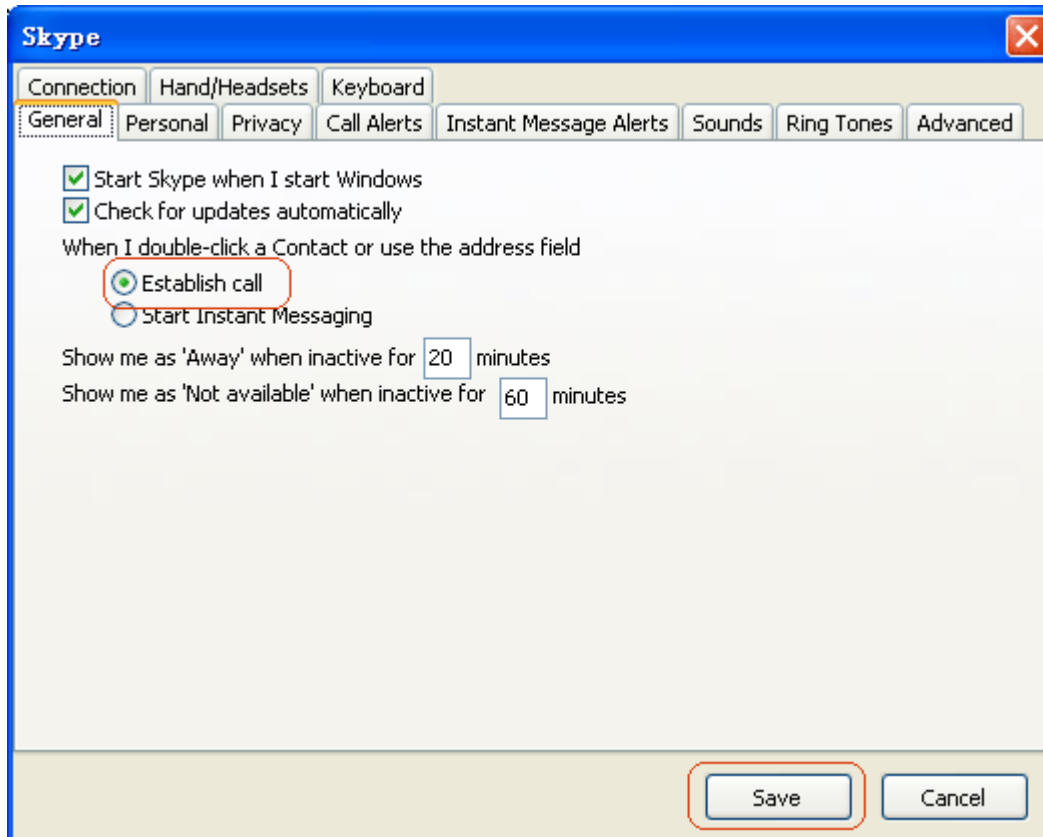 Skype
Connection Hand/Headsets Keyboard
General Personal Privacy Call Alerts Instant Message Alerts Sounds Ring Tones Advanced
Start Skype when I start Windows
Check for updates automatically
When I double-click a Contact or use the address field
Establish call
Start Instant Messaging
Show me as 'Away' when inactive for 20 minutes
Show me as 'Not available' when inactive for 60 minutes
Save Cancel